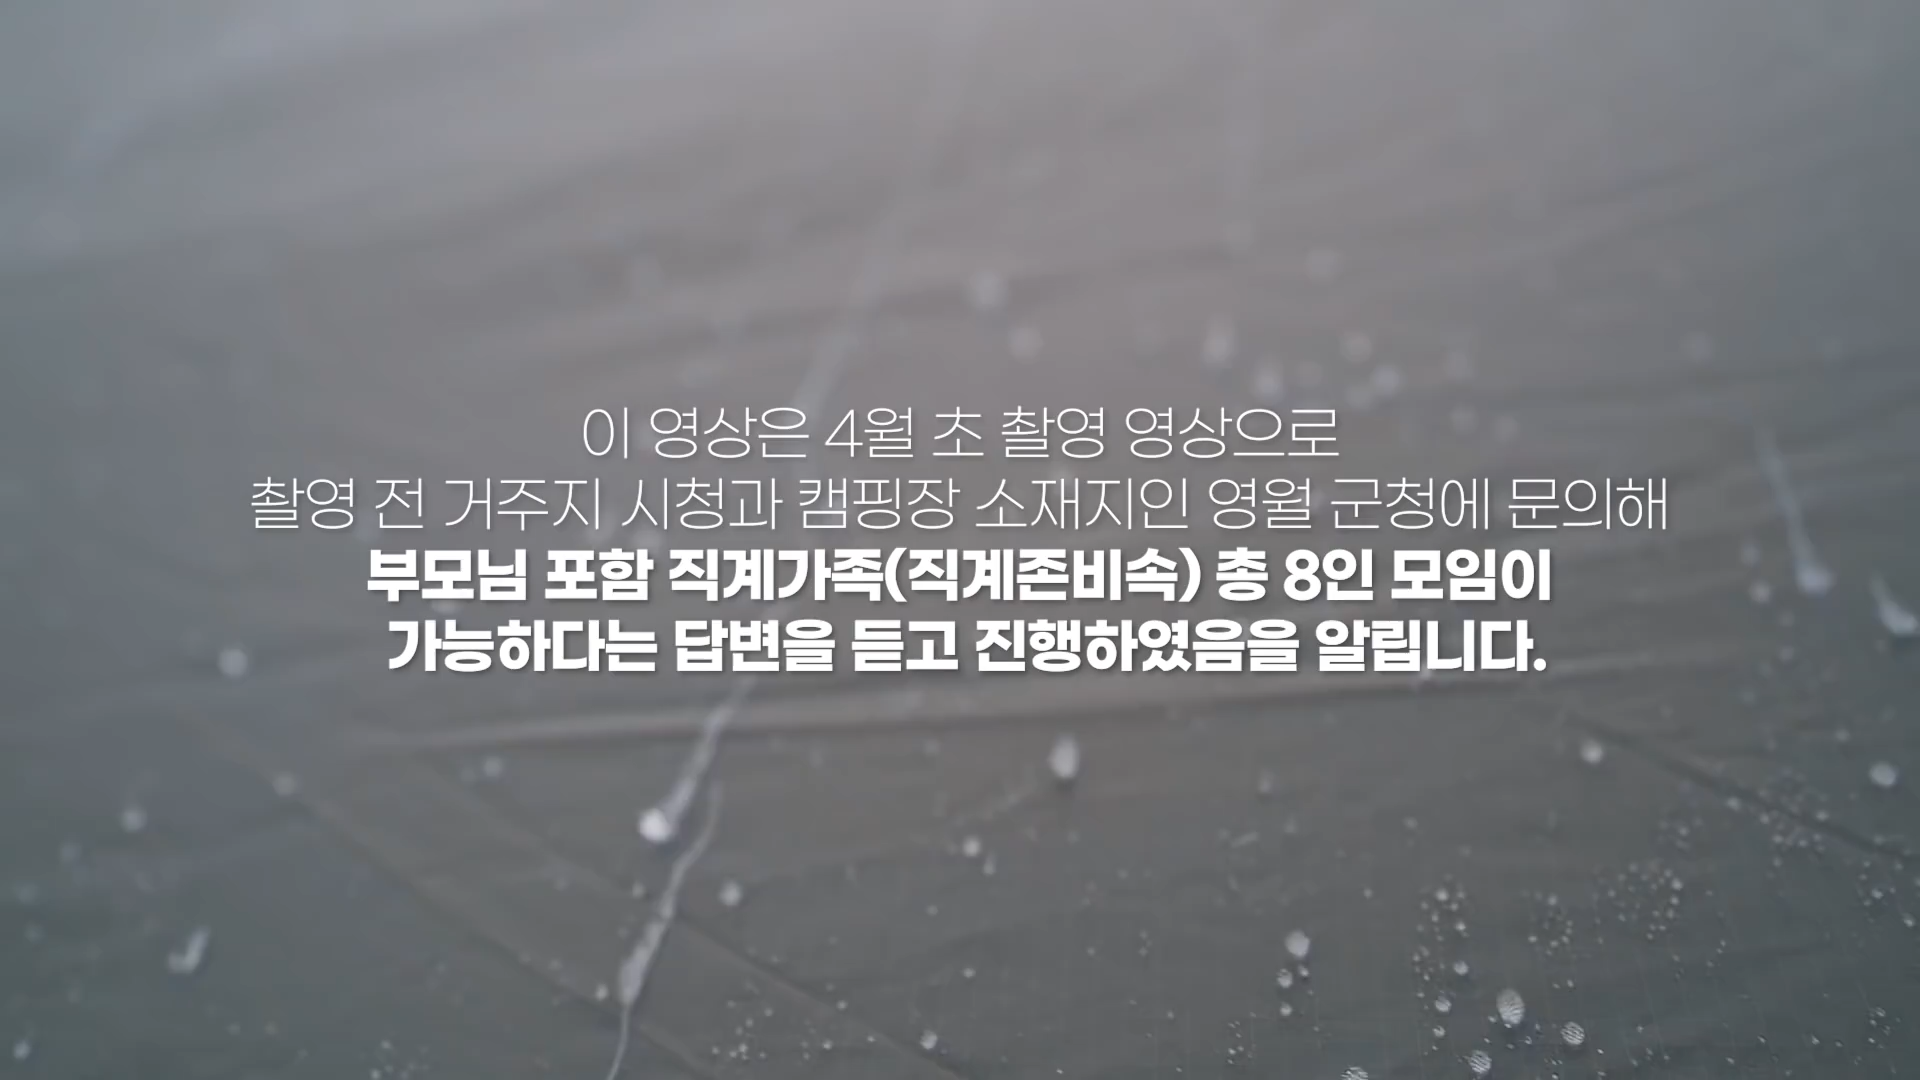 이 영상은 4월 초 촬영 영상으로
촬영 전 거주지 시청과 캠핑장 소재지인 영월 군청에 문의해
부모님 포함 직계가족(직계존비속) 총 8인 모임이
가능하다는 답변을 듣고 진행하였음을 알립니다.